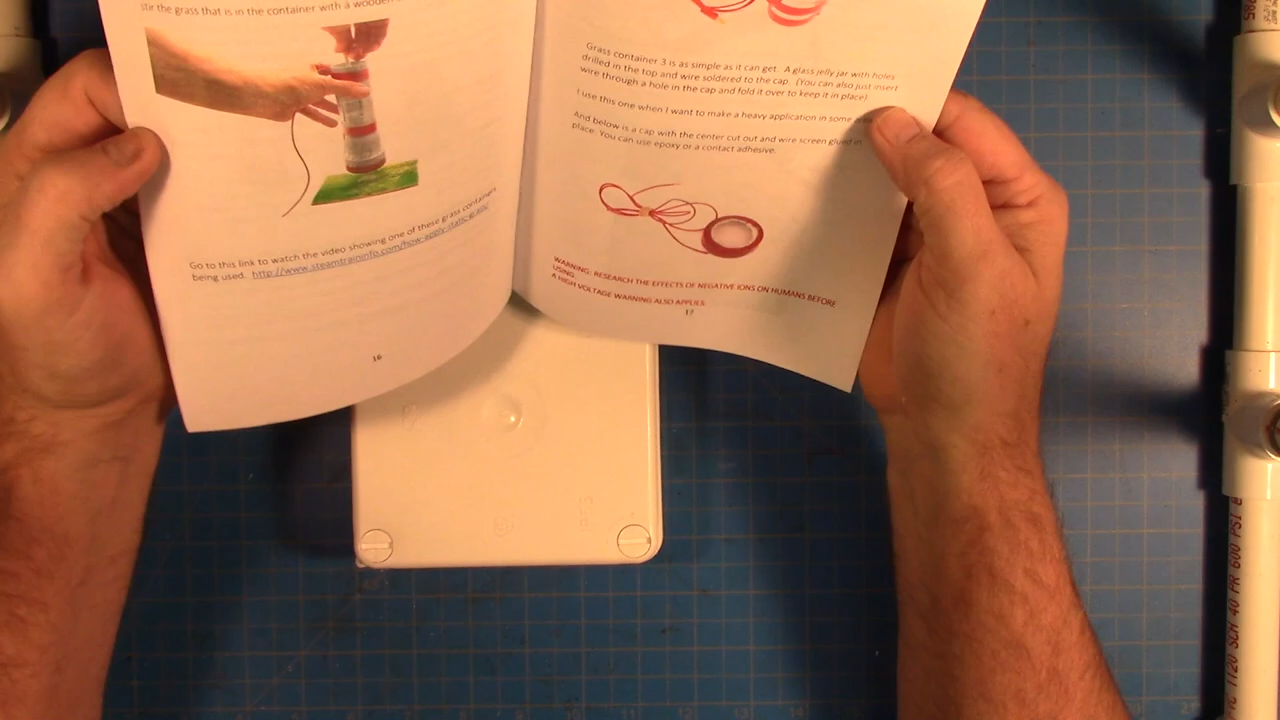 stir the grass that is in the container with a wooden
Go to this link to watch the video showing one of these grass containers
being used. http://www.steamtraininfo.com/how-apply-static-grass/
16
Grass container 3 is as simple as it can get. A glass jelly jar with holes
drilled in the top and wire soldered to the cap. (You can also just insert
wire through a hole in the cap and fold it over to keep it in place)
I use this one when I want to make a heavy application in some area
And below is a cap with the center cut out and wire screen glued in
place. You can use epoxy or a contact adhesive.
WARNING: RESEARCH THE EFFECTS OF NEGATIVE IONS ON HUMANS BEFORE
USING.
A HIGH VOLTAGE WARNING ALSO APPLIES.
17
1120 SCH 40 PR 600 PSI @